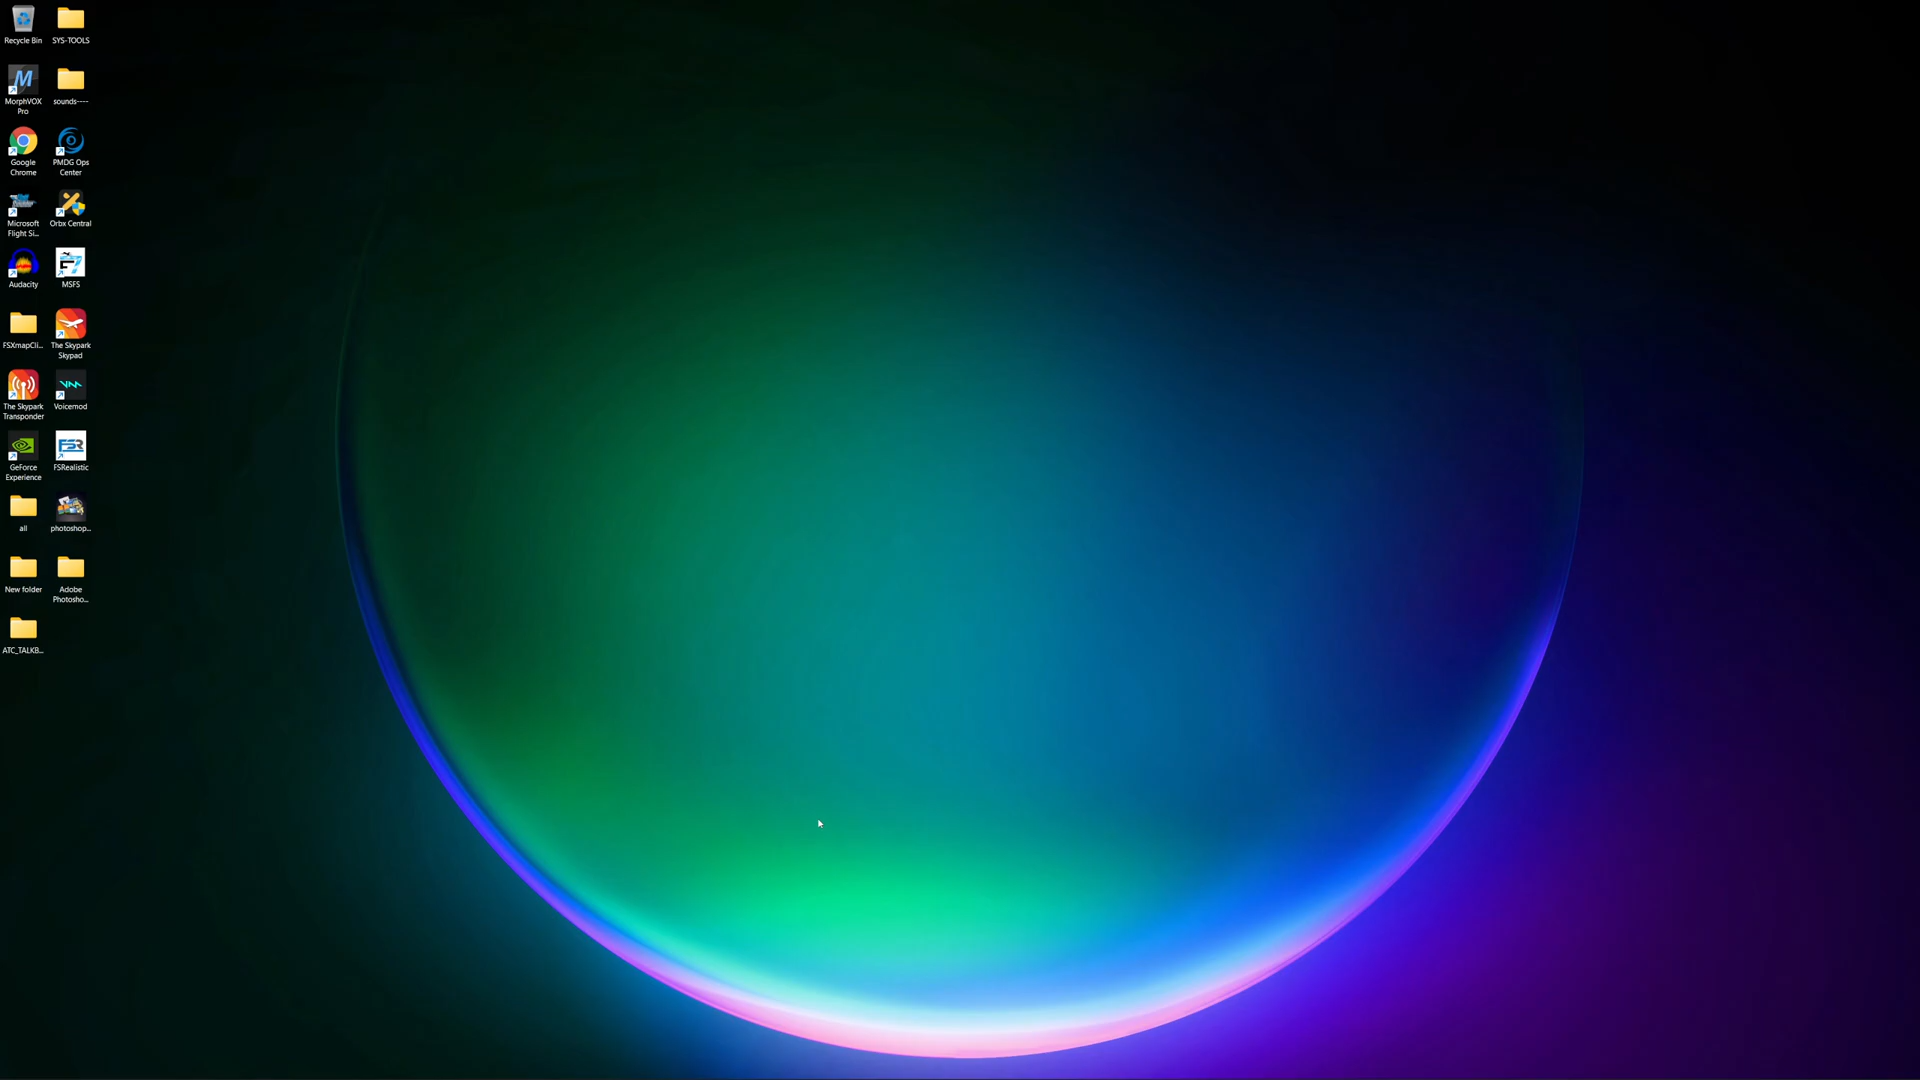 Recycle Bin
SYS-TOOLS
MorphVOX
Pro
sounds----
Google
Chrome
PMDG Ops
Center
Microsoft
Flight Si...
Orbx Central
Audacity
MSFS
FSXmapCli...
The Skypark
Skypad
The Skypark
Transponder
Voicemod
GeForce
Experience
FSR
FSRealistic
all
photoshop...
New folder
Adobe
Photosho...
ATC_TALKB...